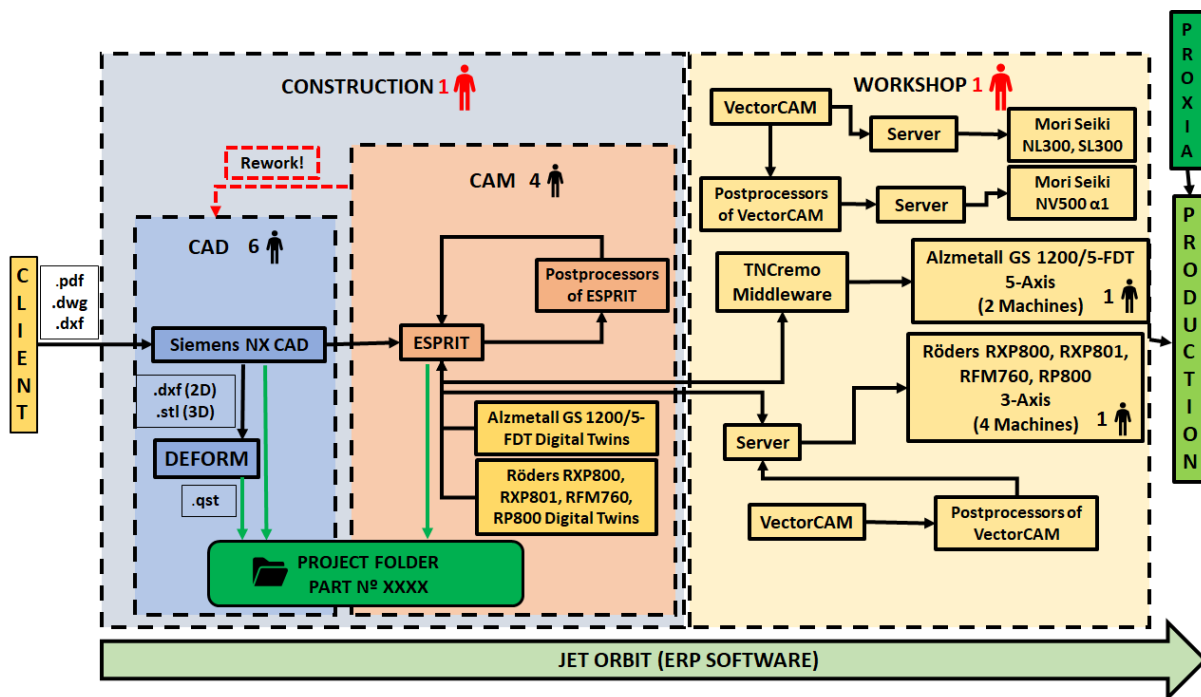 CONSTRUCTION 1
WORKSHOP 1
PROXIA
VectorCAM
Server
Mori Seiki
NL300, SL300
Rework!
CAM 4
Postprocessors
of VectorCAM
Server
Mori Seiki
NV500 α1
CAD 6
CLIENT
.pdf
.dwg
.dxf
Postprocessors
of ESPRIT
TNCremo
Middleware
Alzmetall GS 1200/5-FDT
5-Axis
(2 Machines)
1
PRODUCTION
Siemens NX CAD
ESPRIT
Röders RXP800, RXP801,
RFM760, RP800
3-Axis
(4 Machines)
1
.dxf (2D)
.stl (3D)
Alzmetall GS 1200/5-
FDT Digital Twins
Server
DEFORM
.qst
Röders RXP800,
RXP801, RFM760,
RP800 Digital Twins
VectorCAM
Postprocessors of
VectorCAM
PROJECT FOLDER
PART Nº XXXX
JET ORBIT (ERP SOFTWARE)